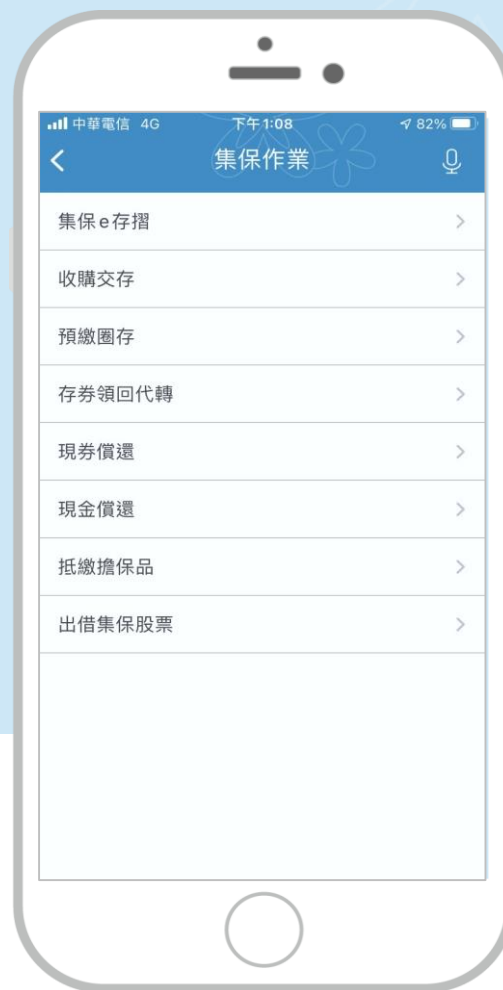 中華電信 4G 下午1:08 82%
集保作業
集保e存摺
收購交存
預繳圈存
存券領回代轉
現券償還
現金償還
抵繳擔保品
出借集保股票